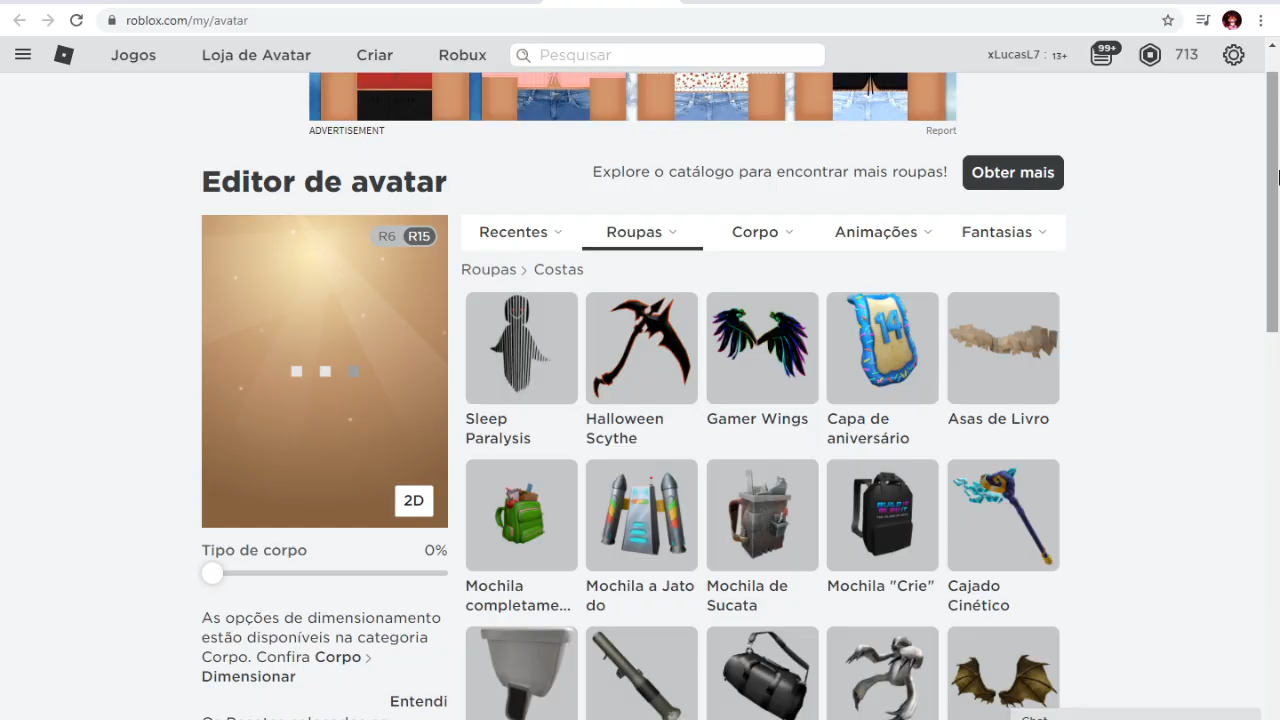 roblox.com/my/avatar
Jogos
Loja de Avatar
Criar
Robux
Pesquisar
xLucasL7 : 13+
99+
713
ADVERTISEMENT
Report
Editor de avatar
Explore o catálogo para encontrar mais roupas!
Obter mais
R6 R15
2D
Recentes
Roupas
Corpo
Animações
Fantasias
Roupas > Costas
Sleep
Paralysis
Halloween
Scythe
Gamer Wings
14
Capa de
aniversário
Asas de Livro
Mochila
completame...
Mochila a Jato
do
Mochila de
Sucata
Mochila "Crie"
Cajado
Cinético
Tipo de corpo
0%
As opções de dimensionamento
estão disponíveis na categoria
Corpo. Confira Corpo >
Dimensionar
Entendi